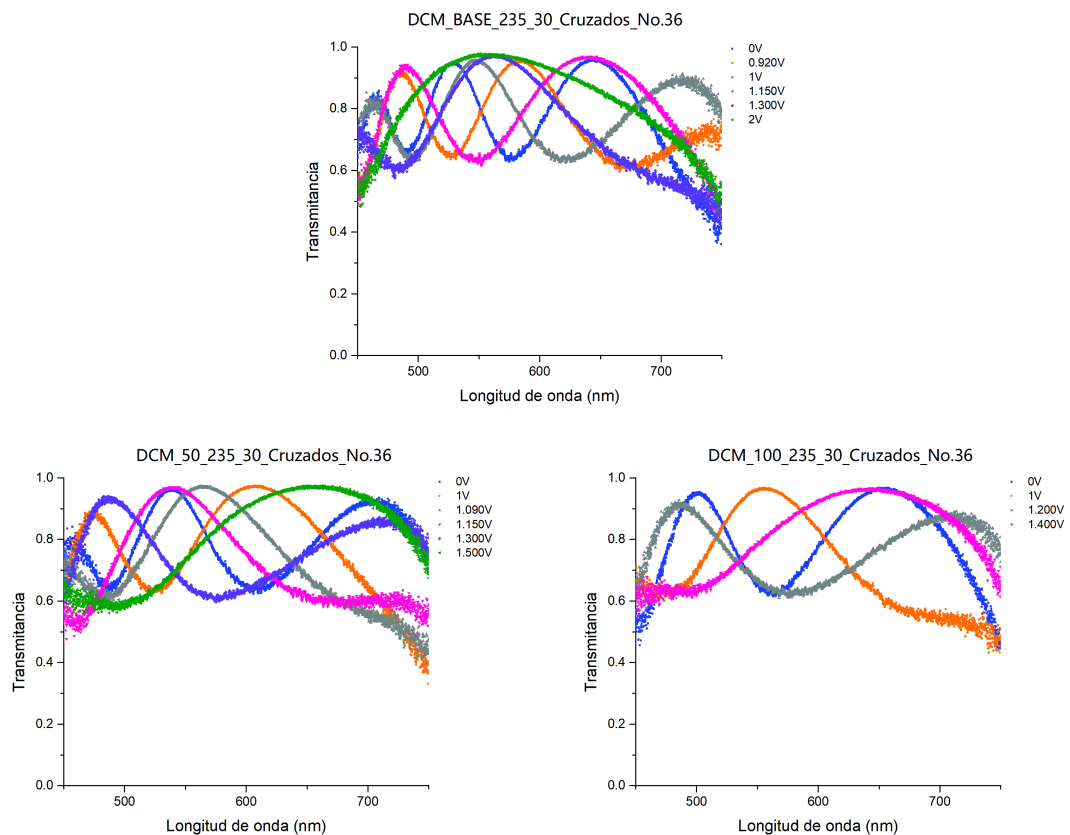 DCM_BASE_235_30_Cruzados_No.36
0V
0.920V
1V
1.150V
1.300V
2V
1.0
0.8
0.6
0.4
0.2
0.0
Transmitancia
500
600
700
Longitud de onda (nm)
DCM_50_235_30_Cruzados_No.36
0V
1V
1.090V
1.150V
1.300V
1.500V
1.0
0.8
0.6
0.4
0.2
0.0
Transmitancia
500
600
700
Longitud de onda (nm)
DCM_100_235_30_Cruzados_No.36
0V
1V
1.200V
1.400V
1.0
0.8
0.6
0.4
0.2
0.0
Transmitancia
500
600
700
Longitud de onda (nm)